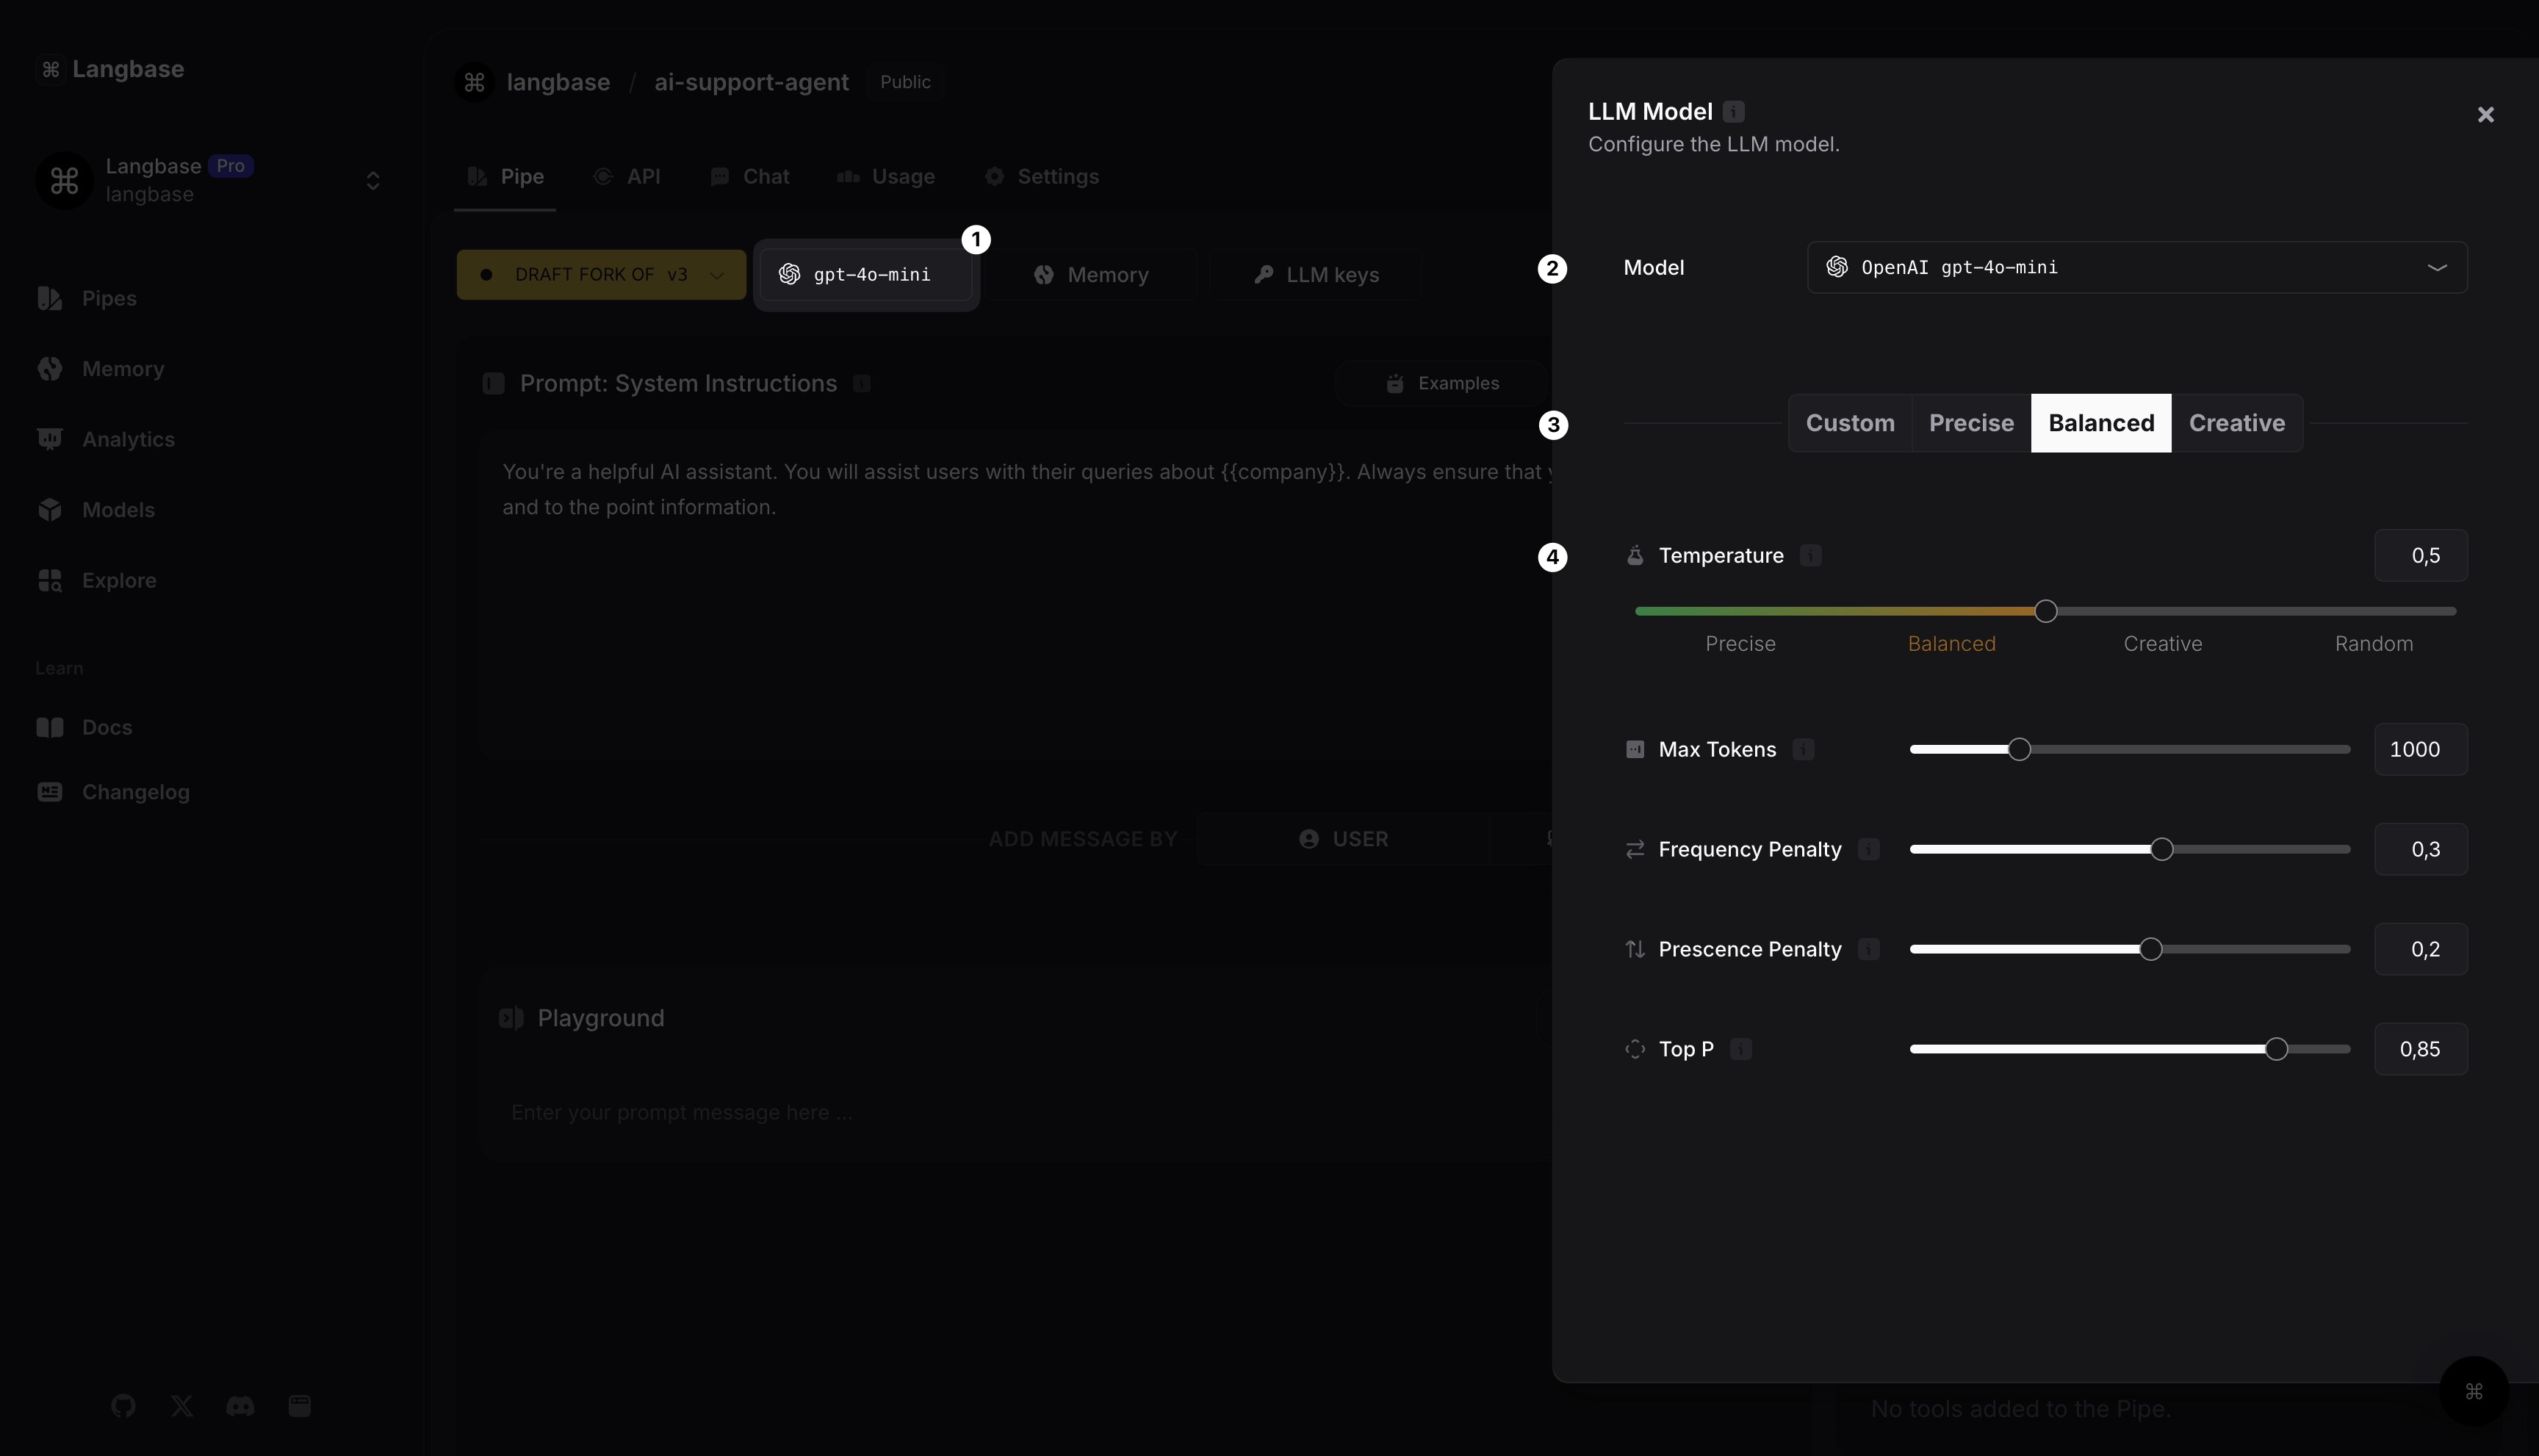 Langbase
Langbase Pro
langbase
Pipes
Memory
Analytics
Models
Explore
Learn
Docs
Changelog
langbase / ai-support-agent Public
Pipe API Chat Usage Settings
1
DRAFT FORK OF v3 gpt-4o-mini Memory LLM keys
Prompt: System Instructions Examples
You're a helpful AI assistant. You will assist users with their queries about {{company}}. Always ensure that
and to the point information.
ADD MESSAGE BY USER
Playground
Enter your prompt message here ...
LLM Model
Configure the LLM model.
2 Model OpenAI gpt-4o-mini
3 Custom Precise Balanced Creative
4 Temperature 0,5
Precise Balanced Creative Random
Max Tokens 1000
Frequency Penalty 0,3
Prescence Penalty 0,2
Top P 0,85
No tools added to the Pipe.